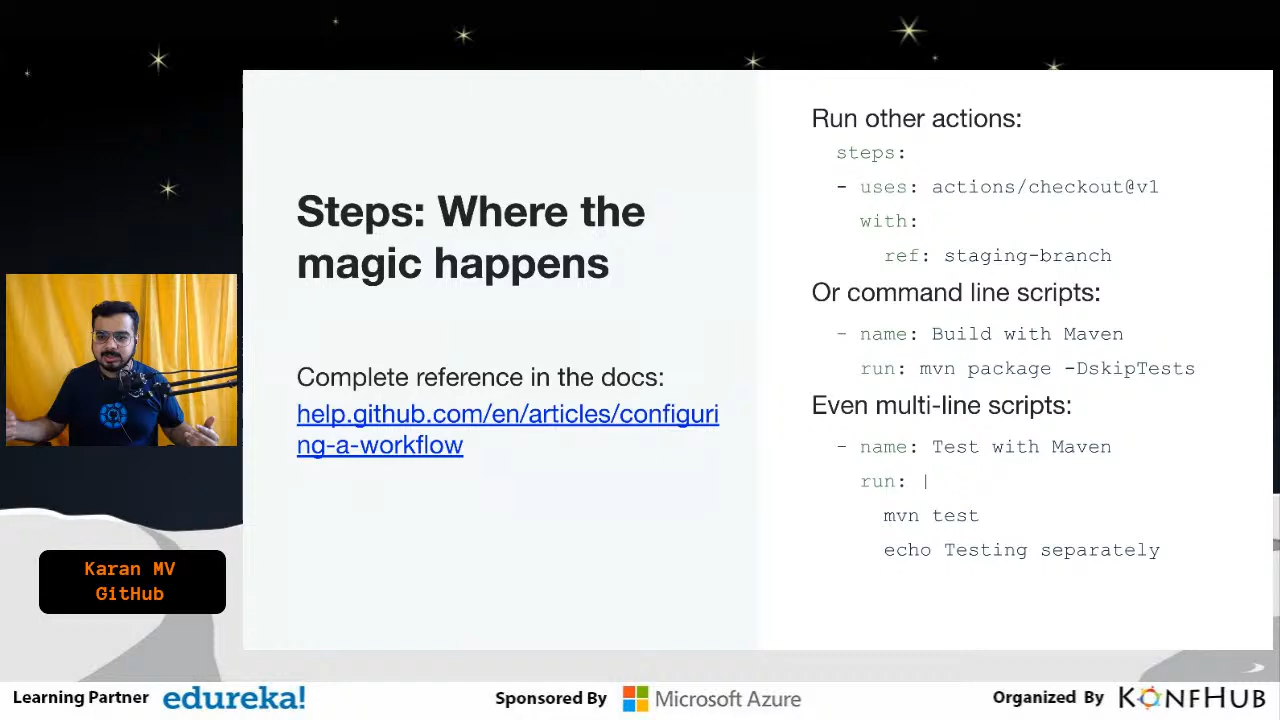 Steps: Where the
magic happens
Complete reference in the docs:
help.github.com/en/articles/configuri
ng-a-workflow
Run other actions:
steps:
- uses: actions/checkout@v1
with:
ref: staging-branch
Or command line scripts:
- name: Build with Maven
run: mvn package -DskipTests
Even multi-line scripts:
- name: Test with Maven
run: |
mvn test
echo Testing separately
Karan MV
GitHub
Learning Partner edureka!
Sponsored By Microsoft Azure
Organized By KONFHUB